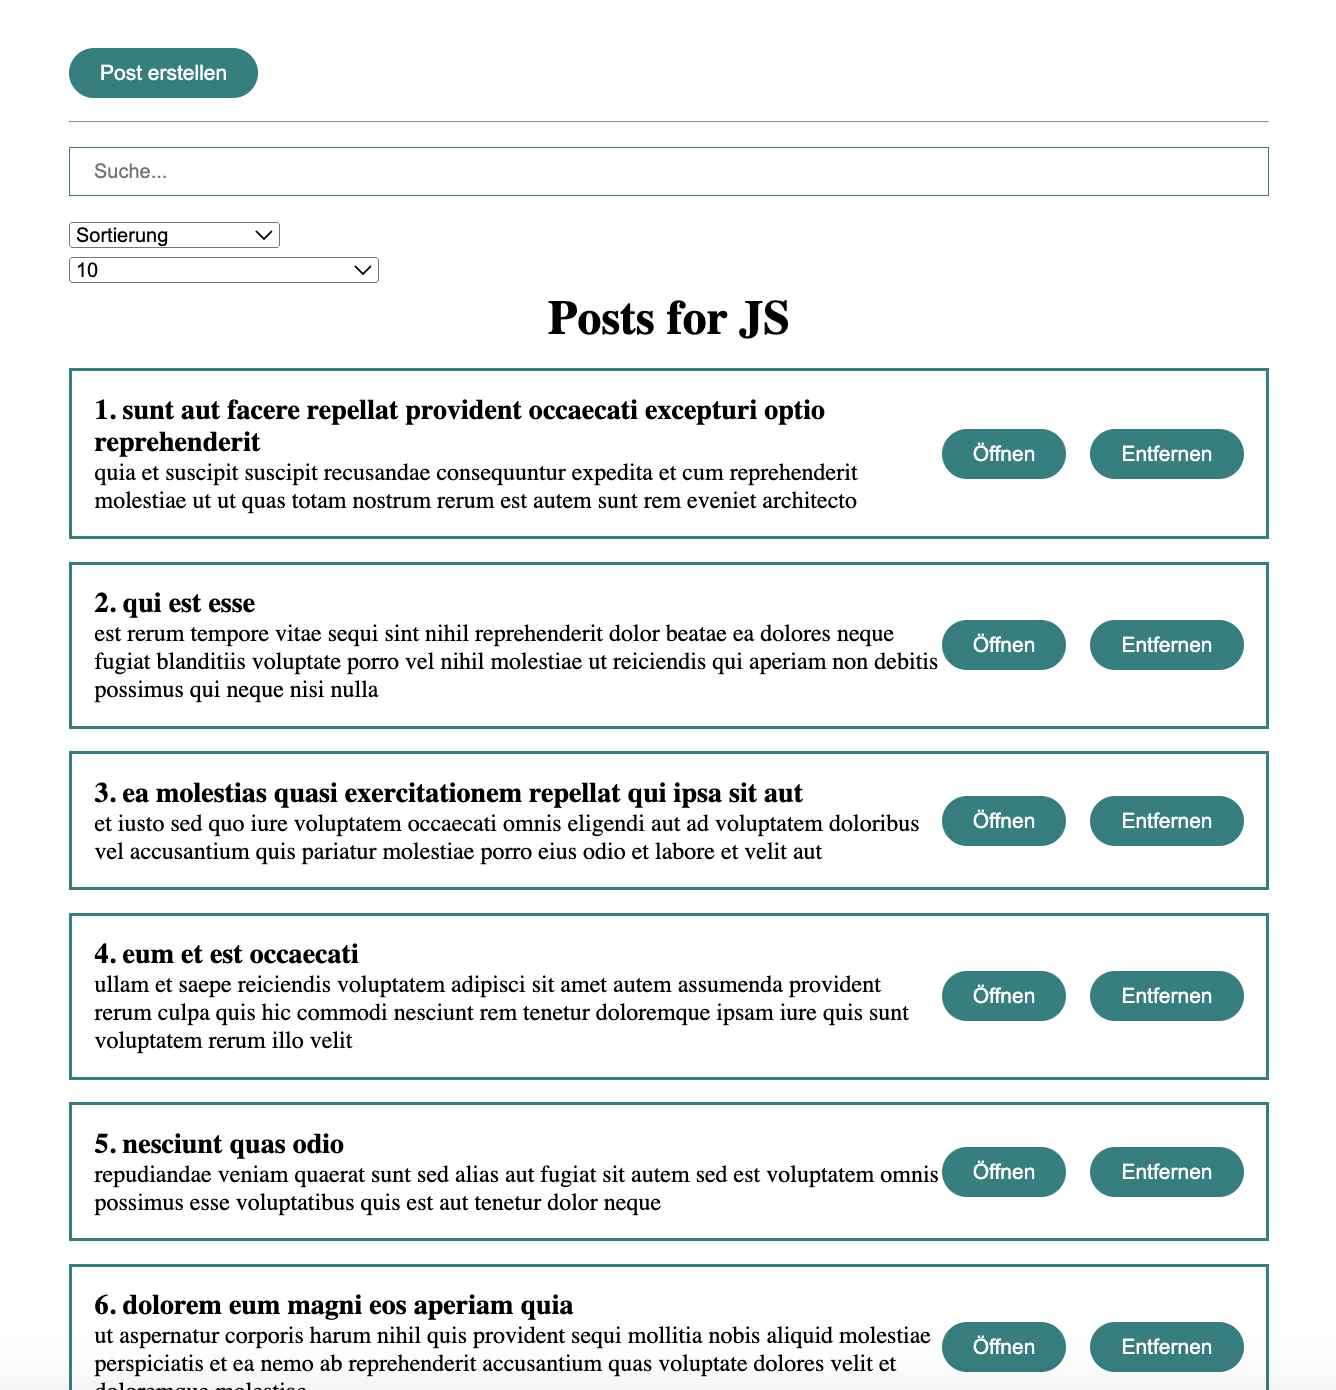 Post erstellen
Suche...
Sortierung
10
Posts for JS
1. sunt aut facere repellat provident occaecati excepturi optio
reprehenderit
quia et suscipit suscipit recusandae consequuntur expedita et cum reprehenderit
molestiae ut ut quas totam nostrum rerum est autem sunt rem eveniet architecto
Öffnen
Entfernen
2. qui est esse
est rerum tempore vitae sequi sint nihil reprehenderit dolor beatae ea dolores neque
fugiat blanditiis voluptate porro vel nihil molestiae ut reiciendis qui aperiam non debitis
possimus qui neque nisi nulla
Öffnen
Entfernen
3. ea molestias quasi exercitationem repellat qui ipsa sit aut
et iusto sed quo iure voluptatem occaecati omnis eligendi aut ad voluptatem doloribus
vel accusantium quis pariatur molestiae porro eius odio et labore et velit aut
Öffnen
Entfernen
4. eum et est occaecati
ullam et saepe reiciendis voluptatem adipisci sit amet autem assumenda provident
rerum culpa quis hic commodi nesciunt rem tenetur doloremque ipsam iure quis sunt
voluptatem rerum illo velit
Öffnen
Entfernen
5. nesciunt quas odio
repudiandae veniam quaerat sunt sed alias aut fugiat sit autem sed est voluptatem omnis
possimus esse voluptatibus quis est aut tenetur dolor neque
Öffnen
Entfernen
6. dolorem eum magni eos aperiam quia
ut aspernatur corporis harum nihil quis provident sequi mollitia nobis aliquid molestiae
perspiciatis et ea nemo ab reprehenderit accusantium quas voluptate dolores velit et
doloremque molestiae
Öffnen
Entfernen